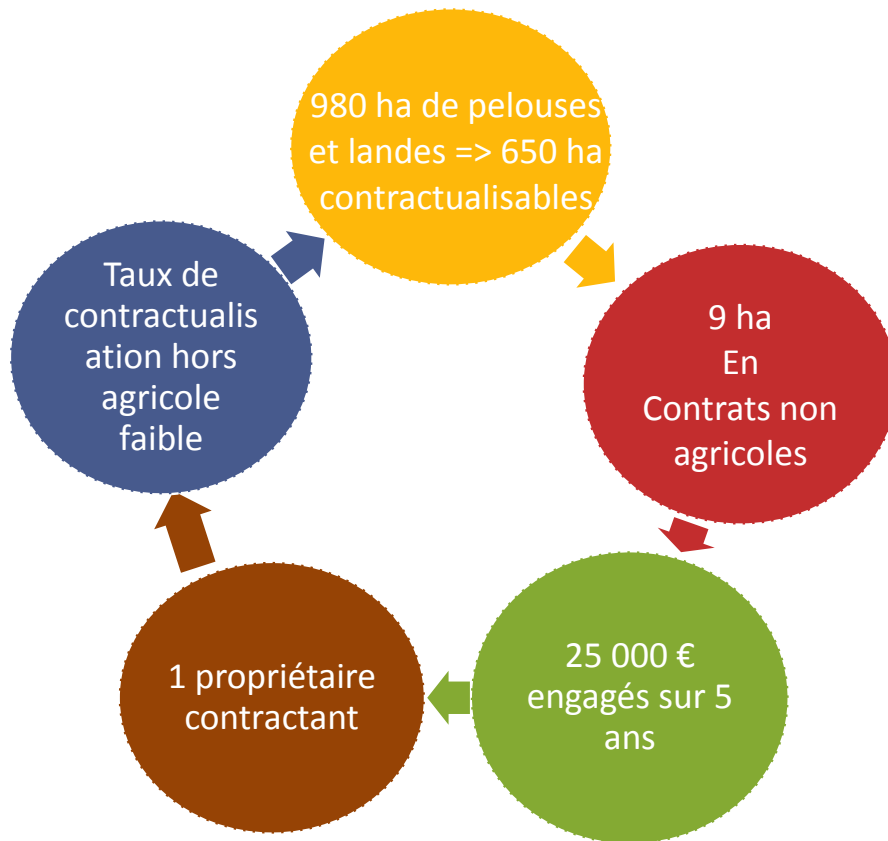 980 ha de pelouses
et landes => 650 ha
contractualisables
9 ha
En
Contrats non
agricoles
25 000 €
engagés sur 5
ans
1 propriétaire
contractant
Taux de
contractualis
ation hors
agricole
faible